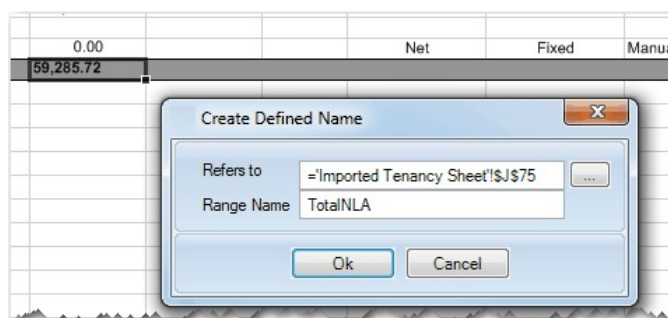 0.00 Net Fixed Manu
59,285.72
Create Defined Name
Refers to ='Imported Tenancy Sheet'!$J$75 ...
Range Name TotalNLA
Ok Cancel